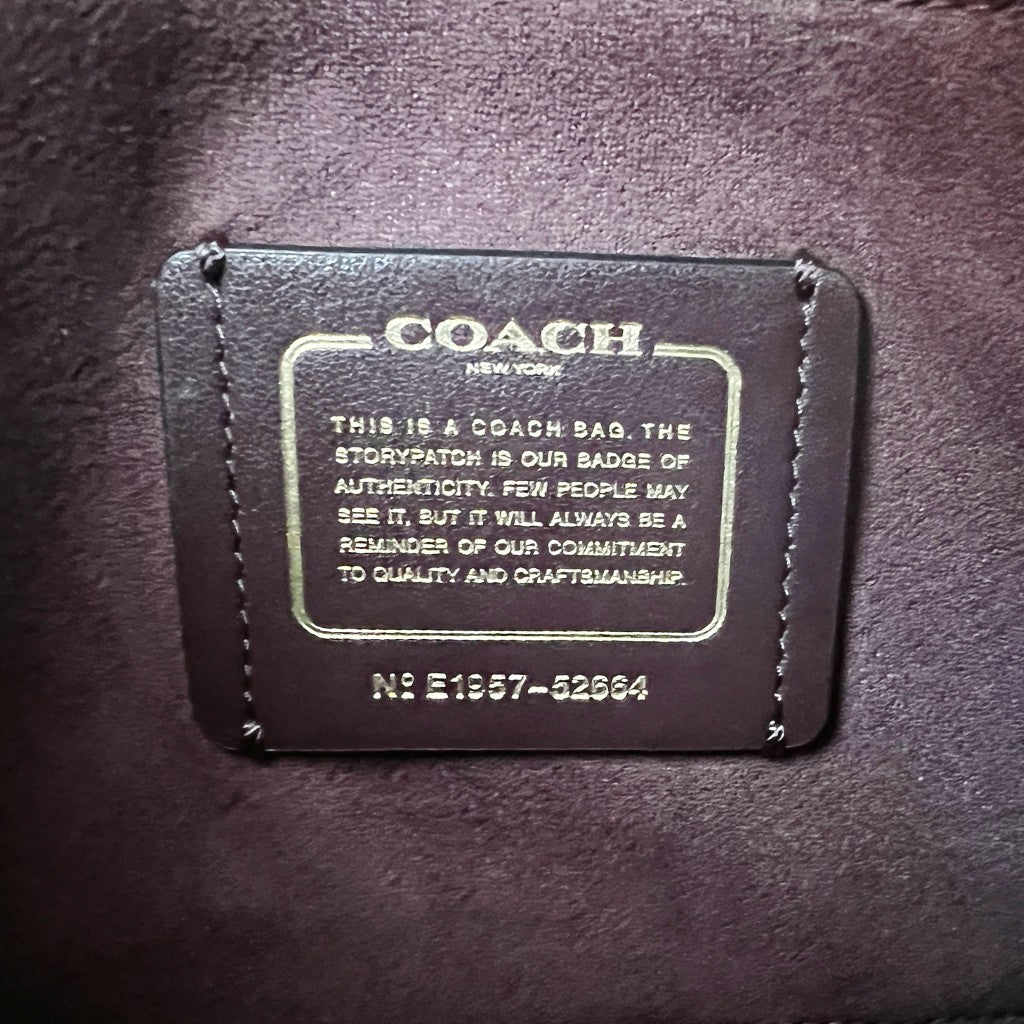 COACH
NEW YORK
THIS IS A COACH BAG. THE
STORYPATCH IS OUR BADGE OF
AUTHENTICITY. FEW PEOPLE MAY
SEE IT, BUT IT WILL ALWAYS BE A
REMINDER OF OUR COMMITMENT
TO QUALITY AND CRAFTSMANSHIP.
Nº E1957-52664